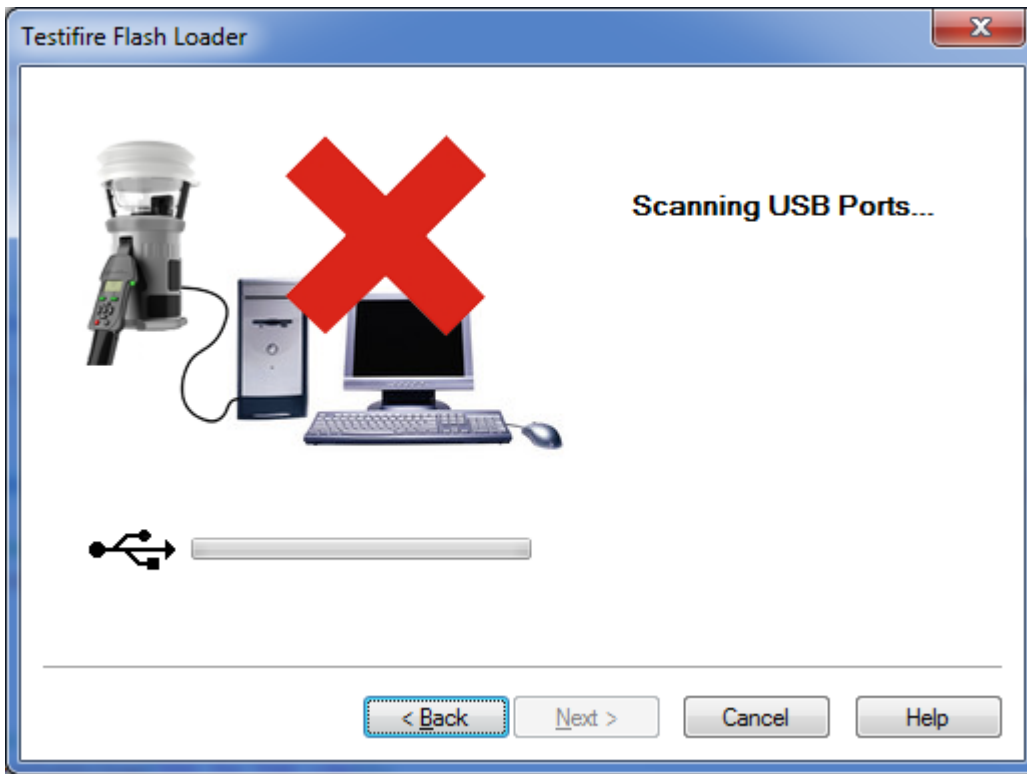 Testifire Flash Loader
Scanning USB Ports...
< Back
Next >
Cancel
Help